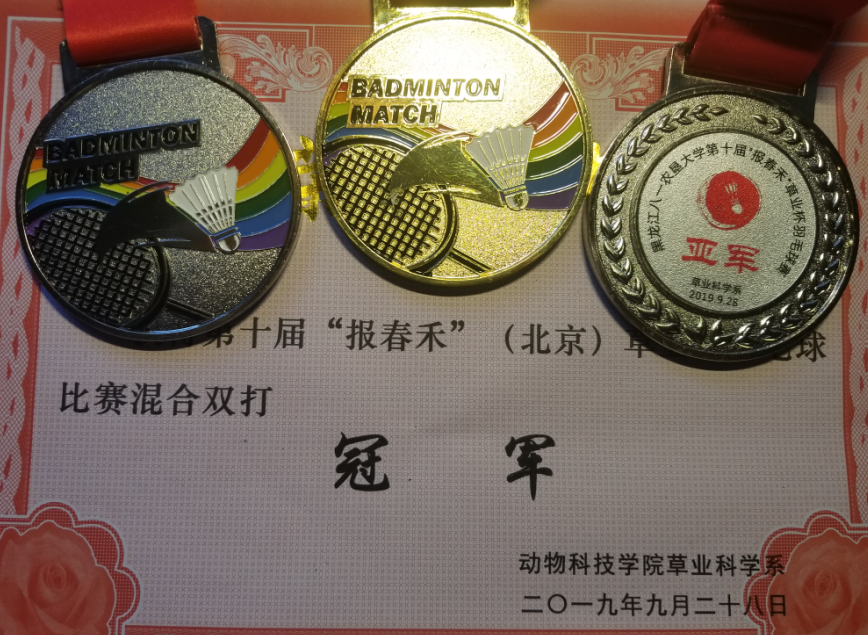 BADMINTON
MATCH
BADMINTON
MATCH
黑龙江八一农垦大学第十届“报春禾”草业杯羽毛球赛
亚军
草业科学系
2019.9.28
第十届“报春禾”（北京）草 球
比赛混合双打
冠 军
动物科技学院草业科学系
二〇一九年九月二十八日